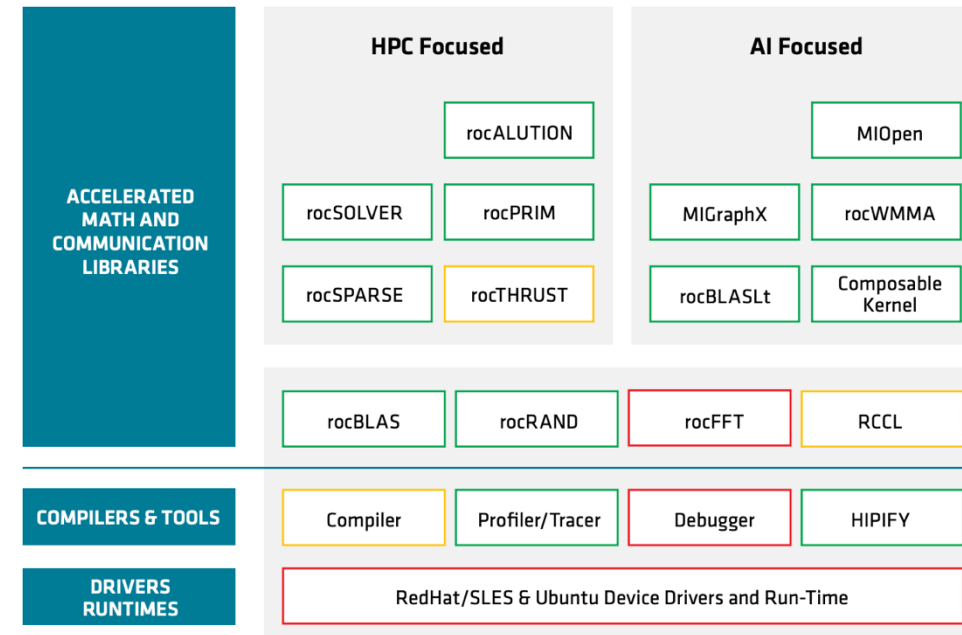 HPC Focused
AI Focused
ACCELERATED
MATH AND
COMMUNICATION
LIBRARIES
rocALUTION
MIOpen
rocSOLVER
rocPRIM
MIGraphX
rocWMMA
rocSPARSE
rocTHRUST
rocBLASLt
Composable
Kernel
rocBLAS
rocRAND
rocFFT
RCCL
COMPILERS & TOOLS
Compiler
Profiler/Tracer
Debugger
HIPIFY
DRIVERS
RUNTIMES
RedHat/SLES & Ubuntu Device Drivers and Run-Time